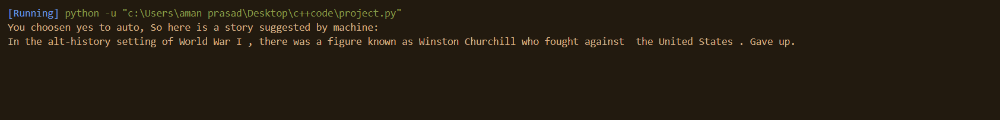 [Running] python -u "c:\Users\aman prasad\Desktop\c++code\project.py"
You choosen yes to auto, So here is a story suggested by machine:
In the alt-history setting of World War I , there was a figure known as Winston Churchill who fought against  the United States . Gave up.